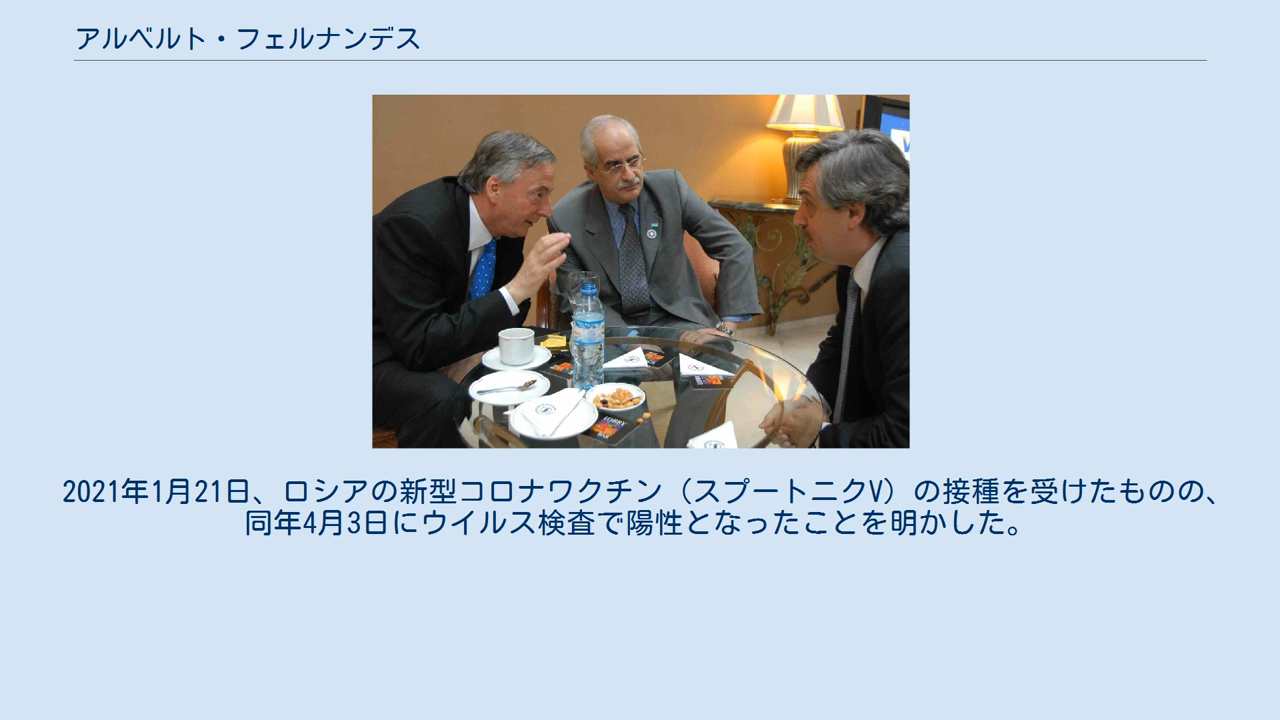 アルベルト・フェルナンデス
2021年1月21日、ロシアの新型コロナワクチン（スプートニクV）の接種を受けたものの、
同年4月3日にウイルス検査で陽性となったことを明かした。